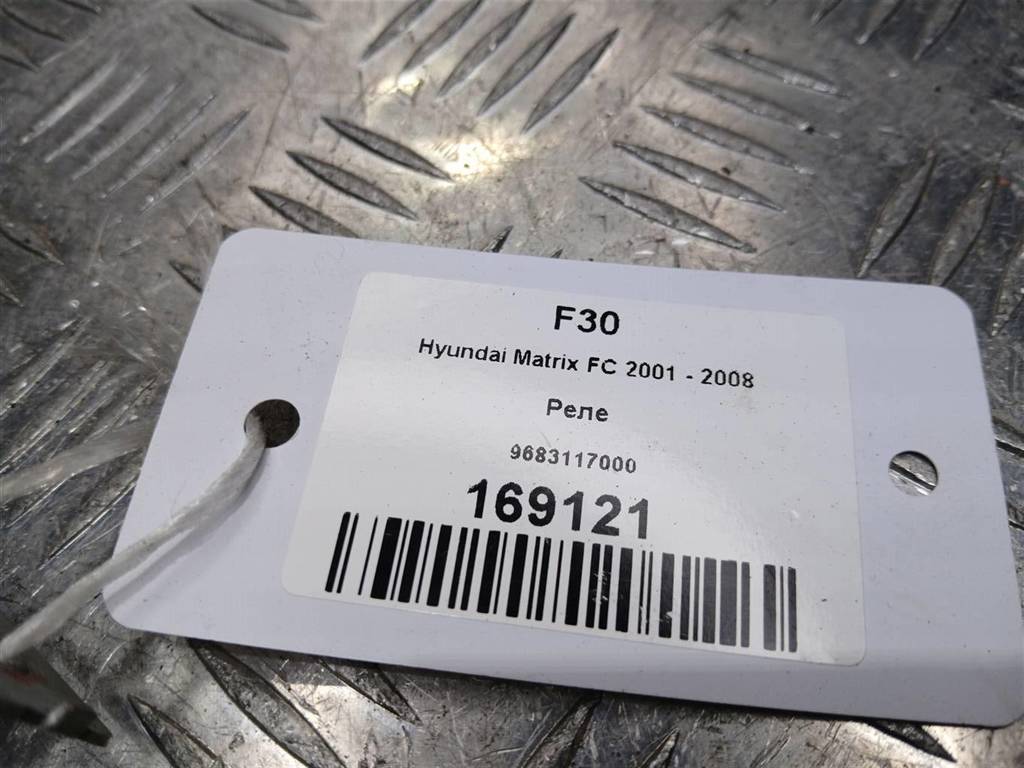 F30
Hyundai Matrix FC 2001 - 2008
Реле
9683117000
169121